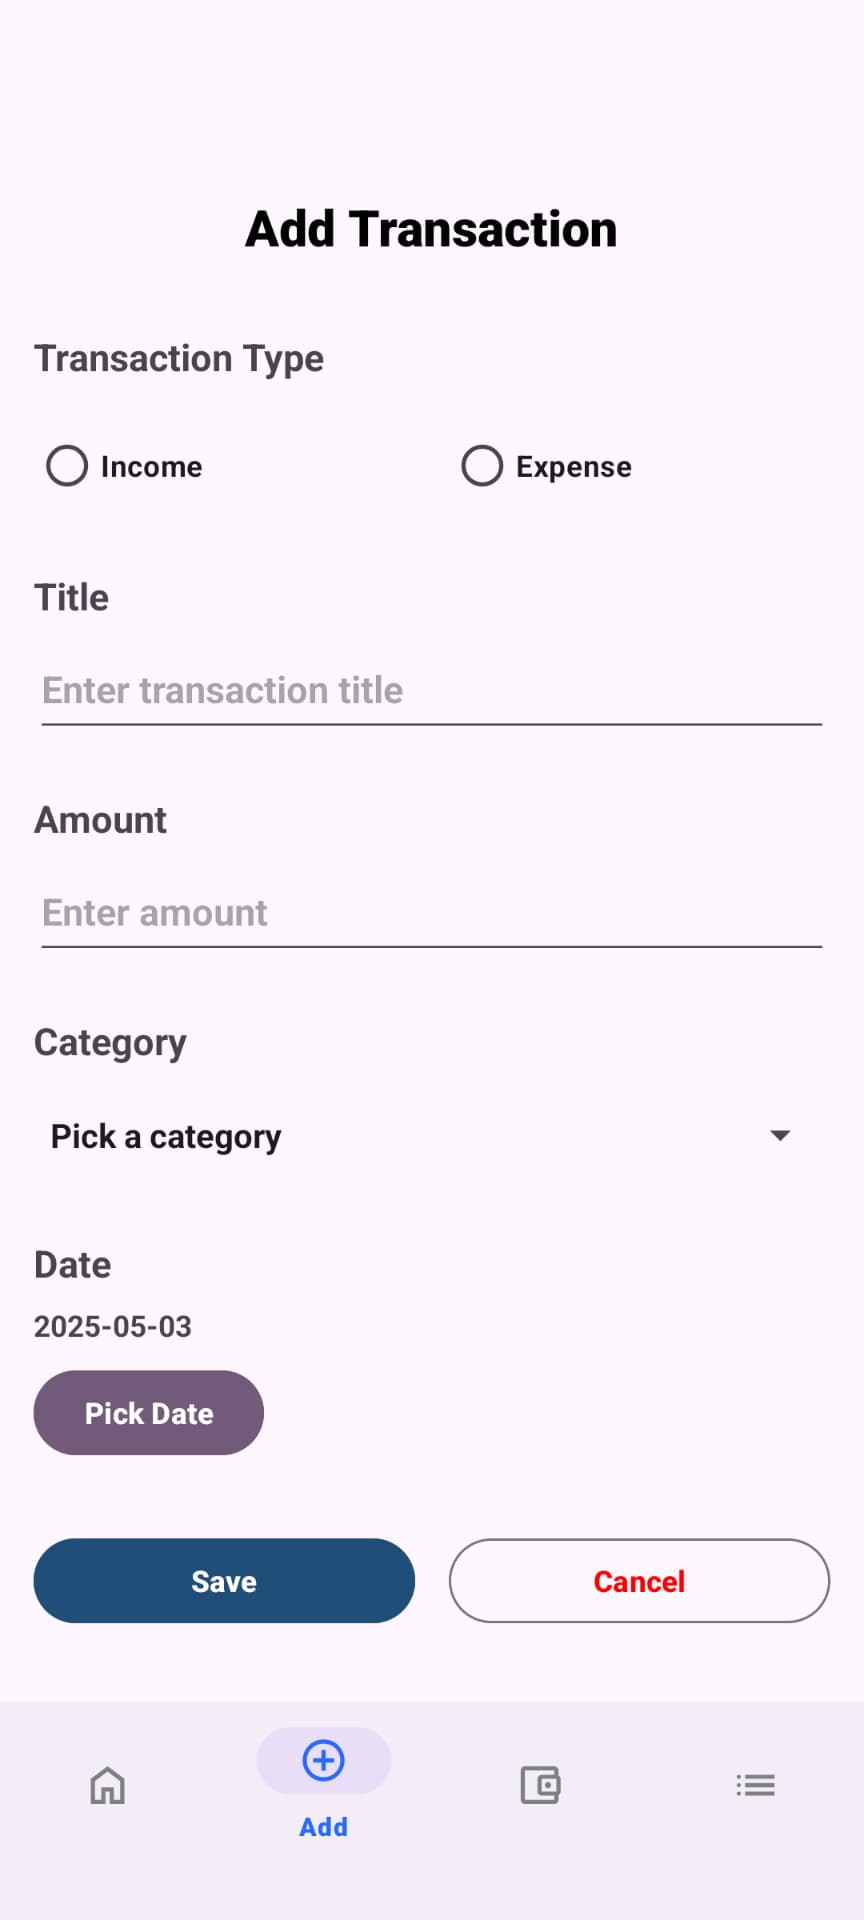 Add Transaction
Transaction Type
Income Expense
Title
Enter transaction title
Amount
Enter amount
Category
Pick a category
Date
2025-05-03
Pick Date
Save Cancel
Add